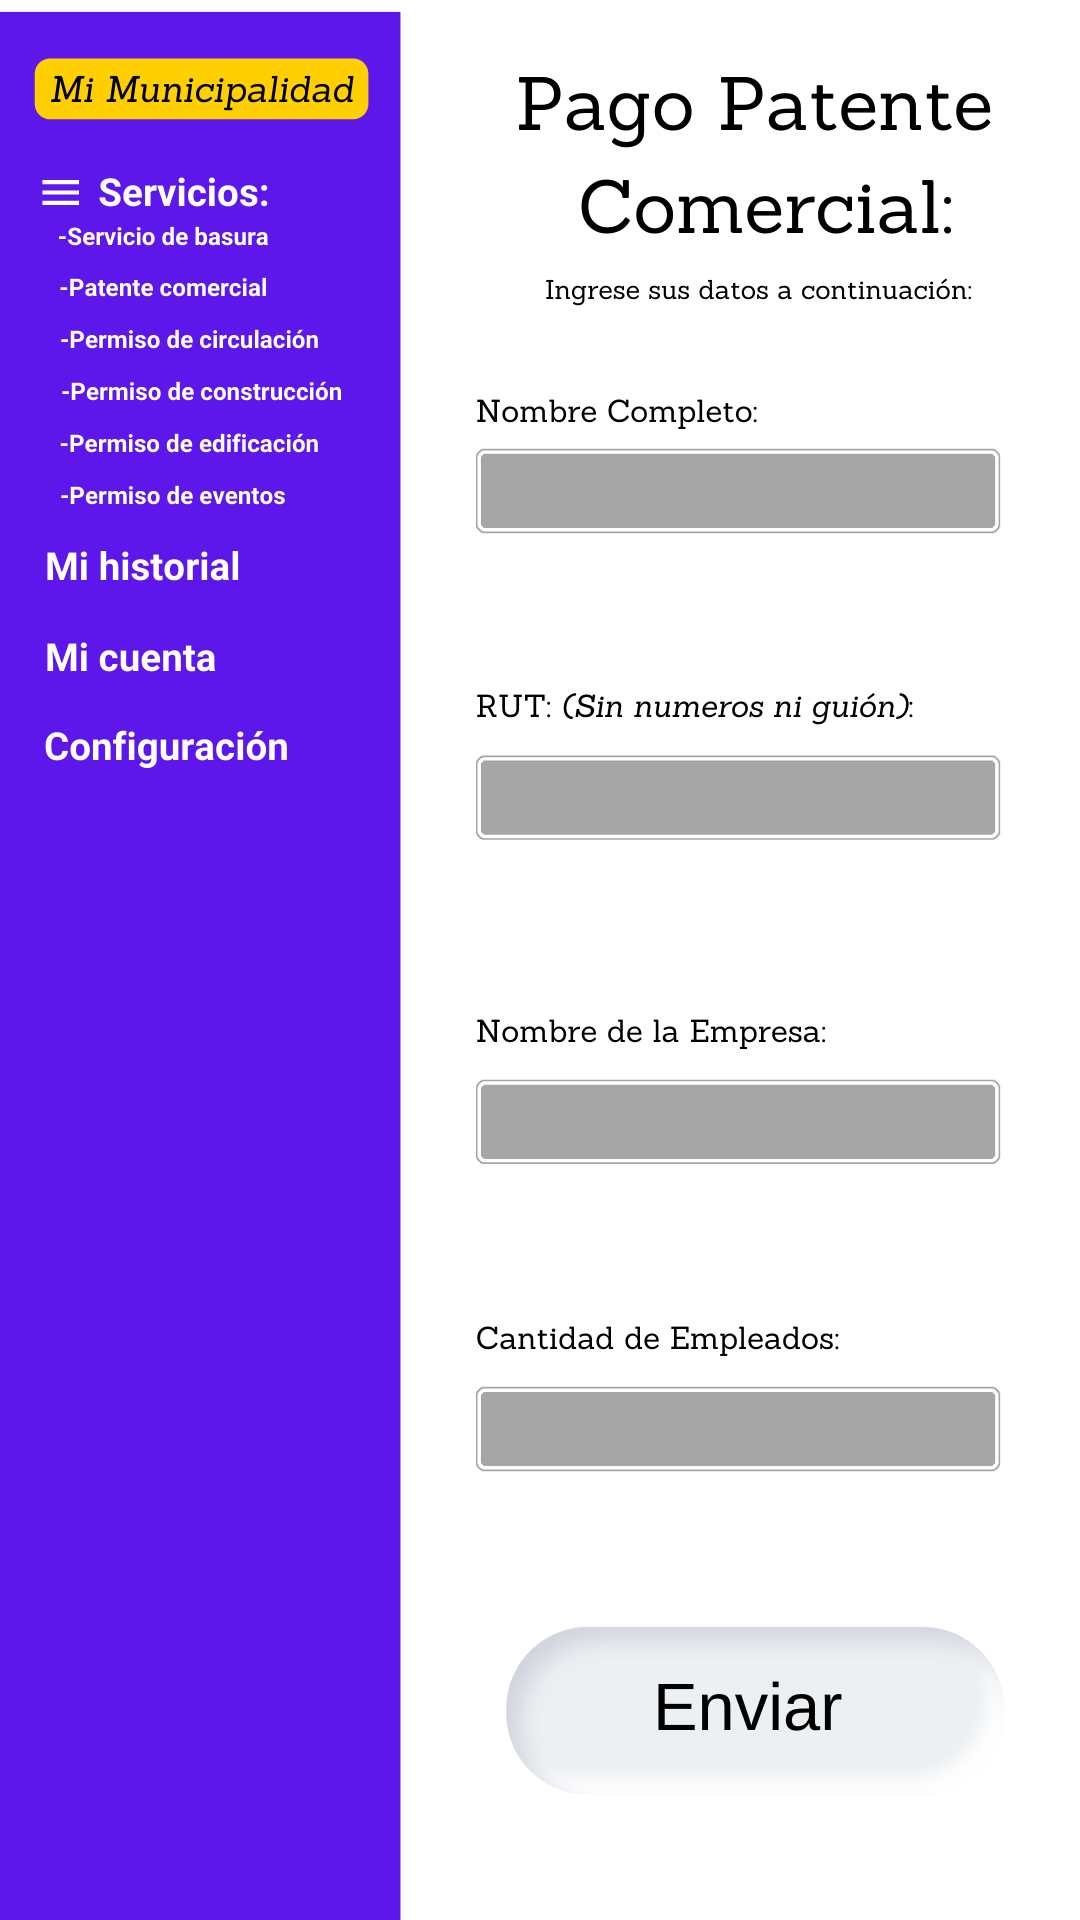 Mi Municipalidad
Servicios:
-Servicio de basura
-Patente comercial
-Permiso de circulación
-Permiso de construcción
-Permiso de edificación
-Permiso de eventos
Mi historial
Mi cuenta
Configuración
Pago Patente
Comercial:
Ingrese sus datos a continuación:
Nombre Completo:
RUT: (Sin numeros ni guión):
Nombre de la Empresa:
Cantidad de Empleados:
Enviar